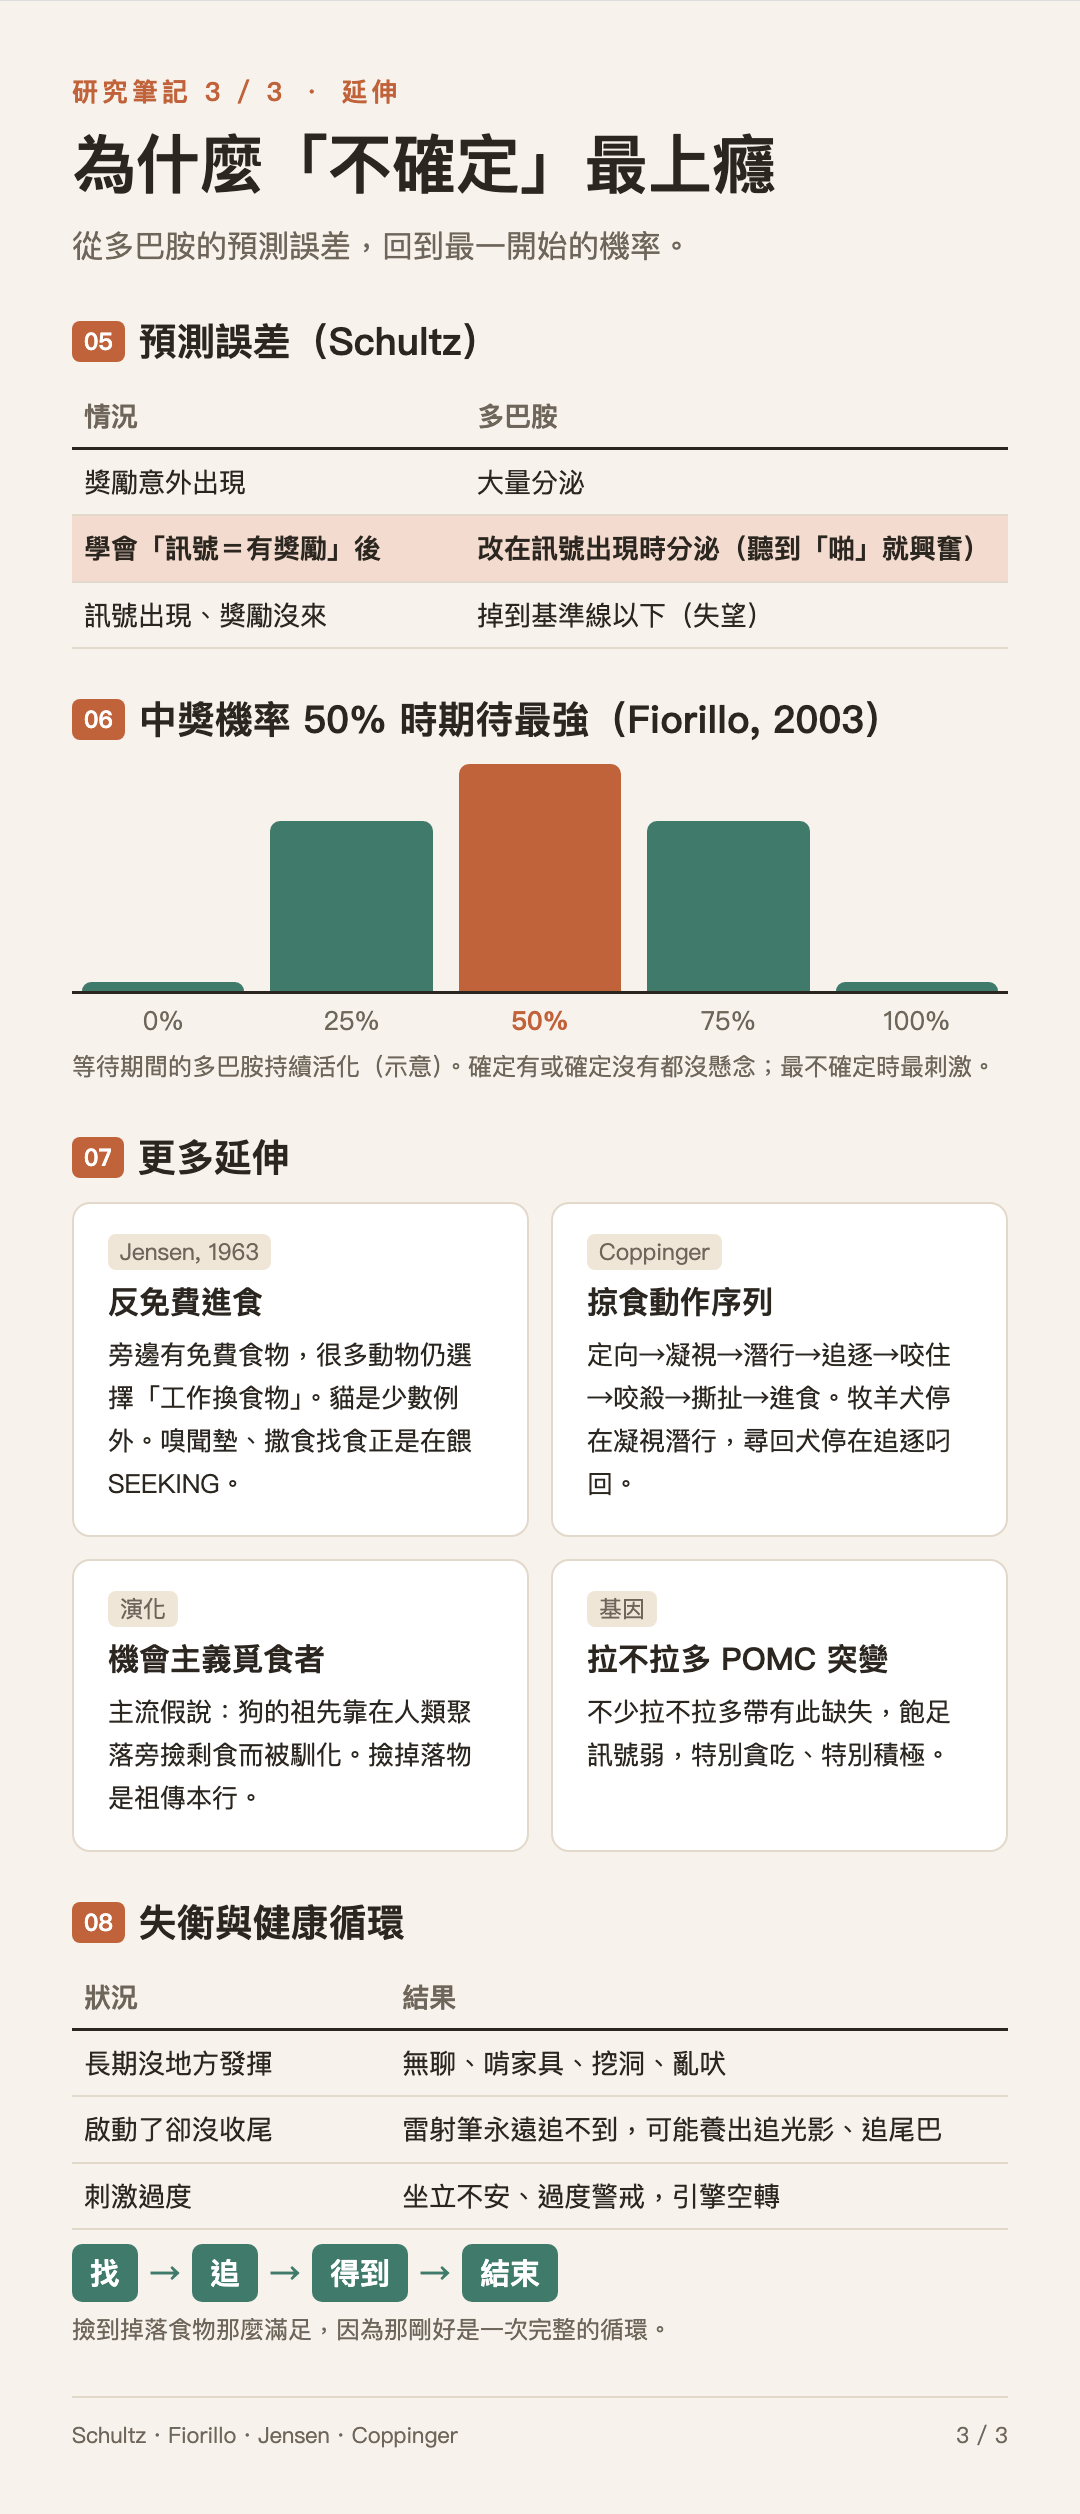 研究筆記 3 / 3 · 延伸
為什麼「不確定」最上癮
從多巴胺的預測誤差，回到最一開始的機率。
05 預測誤差（Schultz）
情況 多巴胺
獎勵意外出現 大量分泌
學會「訊號＝有獎勵」後 改在訊號出現時分泌（聽到「啪」就興奮）
訊號出現、獎勵沒來 掉到基準線以下（失望）
06 中獎機率 50% 時期待最強（Fiorillo, 2003）
0% 25% 50% 75% 100%
等待期間的多巴胺持續活化（示意）。確定有或確定沒有都沒懸念；最不確定時最刺激。
07 更多延伸
Jensen, 1963
反免費進食
旁邊有免費食物，很多動物仍選
擇「工作換食物」。貓是少數例
外。嗅聞墊、撒食找食正是在餵
SEEKING。
Coppinger
掠食動作序列
定向→凝視→潛行→追逐→咬住
→咬殺→撕扯→進食。牧羊犬停
在凝視潛行，尋回犬停在追逐叼
回。
演化
機會主義覓食者
主流假說：狗的祖先靠在人類聚
落旁撿剩食而被馴化。撿掉落物
是祖傳本行。
基因
拉不拉多 POMC 突變
不少拉不拉多帶有此缺失，飽足
訊號弱，特別貪吃、特別積極。
08 失衡與健康循環
狀況 結果
長期沒地方發揮 無聊、啃家具、挖洞、亂吠
啟動了卻沒收尾 雷射筆永遠追不到，可能養出追光影、追尾巴
刺激過度 坐立不安、過度警戒，引擎空轉
找 → 追 → 得到 → 結束
撿到掉落食物那麼滿足，因為那剛好是一次完整的循環。
Schultz · Fiorillo · Jensen · Coppinger 3 / 3